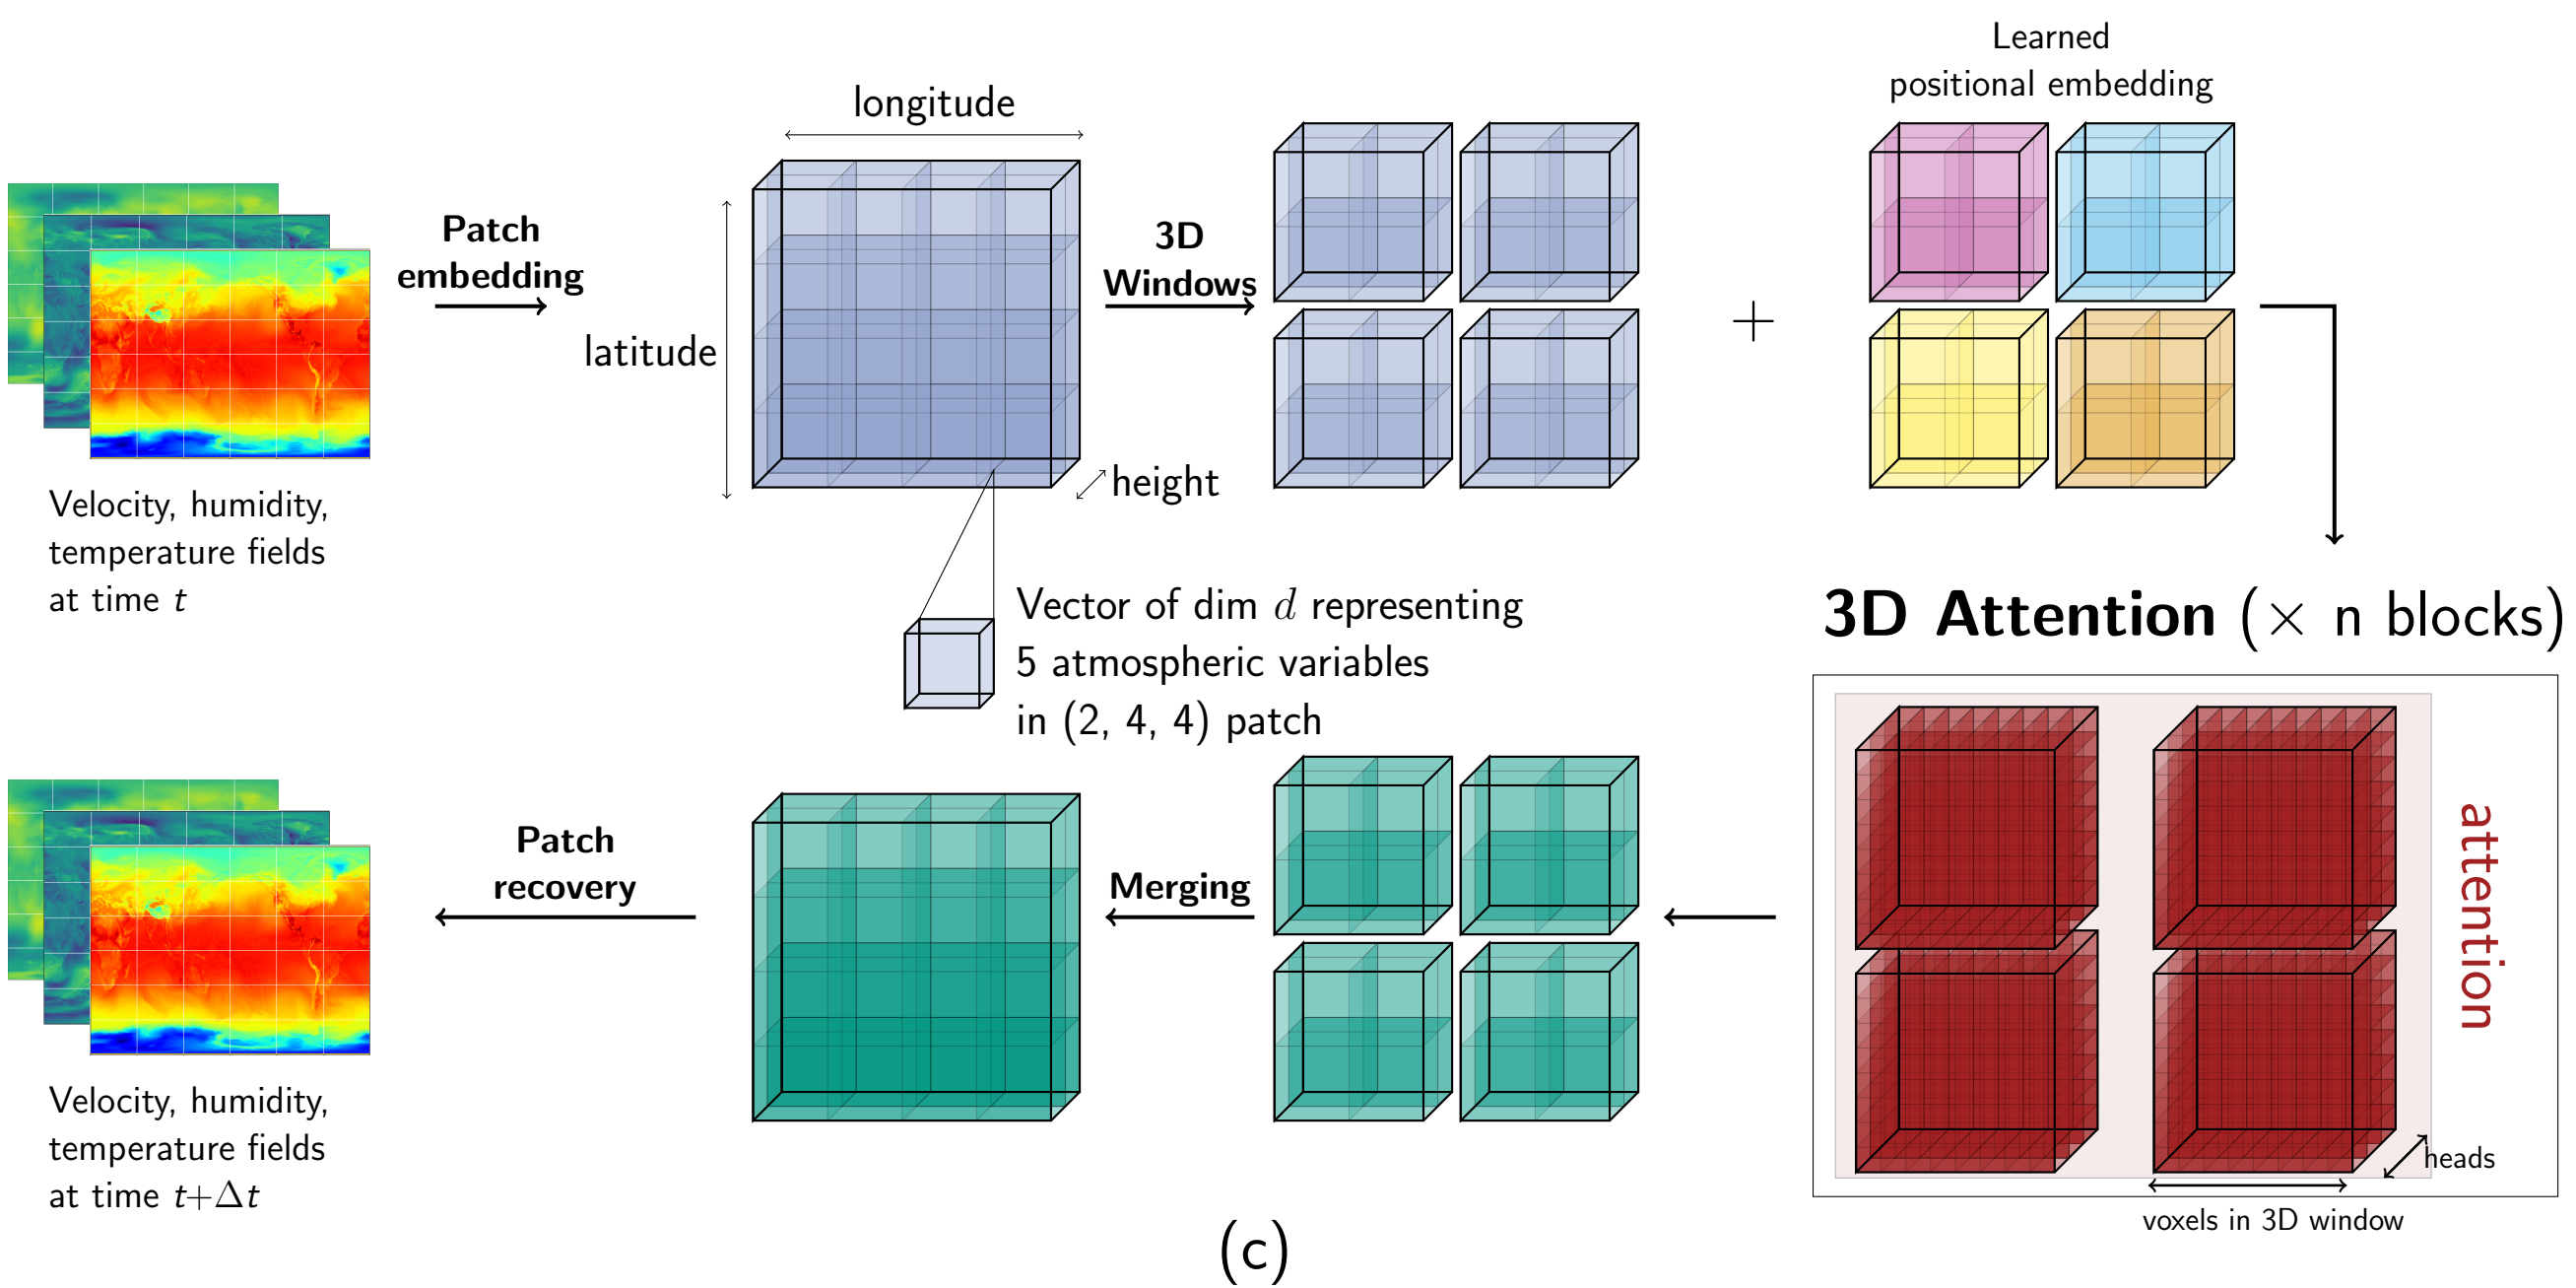 Learned
positional embedding
longitude
Patch
embedding
3D
Windows
latitude
+
height
Velocity, humidity,
temperature fields
at time t
Vector of dim d representing
5 atmospheric variables
in (2, 4, 4) patch
3D Attention (× n blocks)
attention
Patch
recovery
Merging
heads
voxels in 3D window
Velocity, humidity,
temperature fields
at time t+Δt
(c)